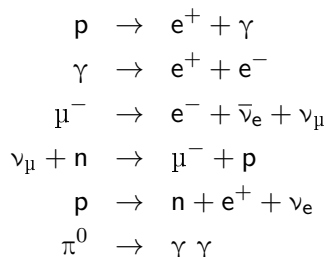 p → e⁺ + γ
γ → e⁺ + e⁻
μ⁻ → e⁻ + ν̅ₑ + ν_μ
ν_μ + n → μ⁻ + p
p → n + e⁺ + νₑ
π⁰ → γ γ